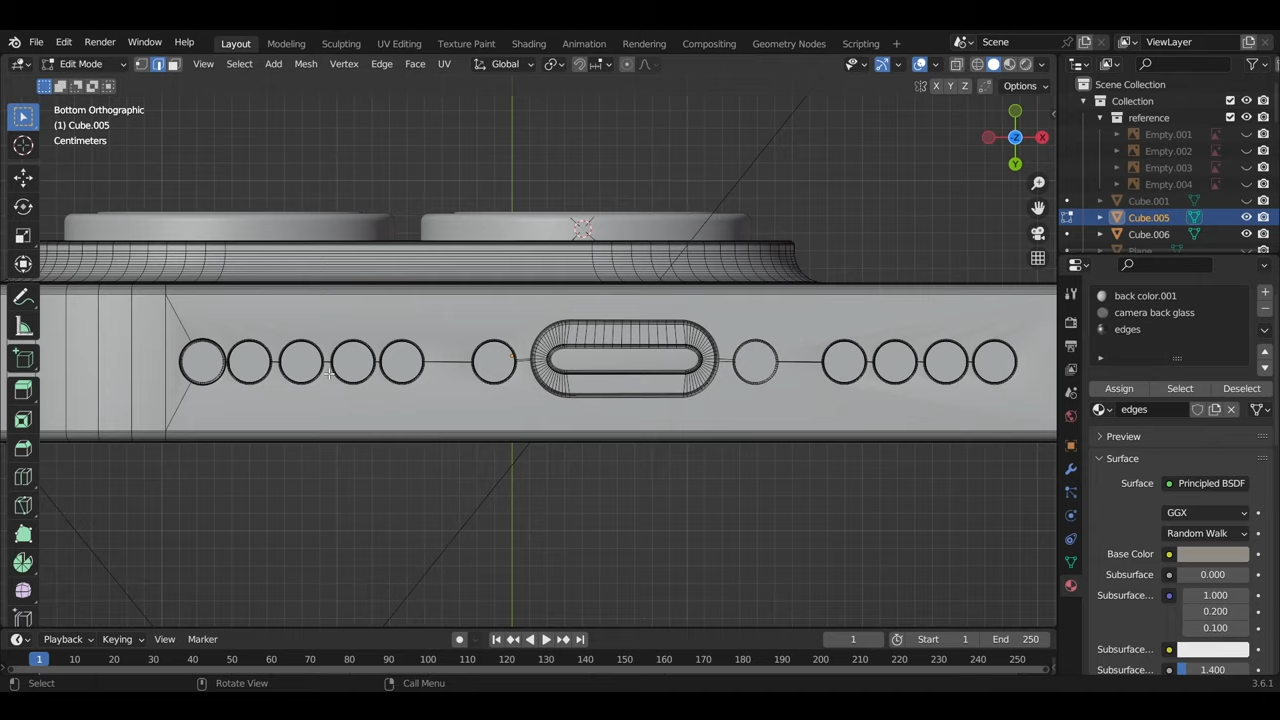 File Edit Render Window Help Layout Modeling Sculpting UV Editing Texture Paint Shading Animation Rendering Compositing Geometry Nodes Scripting + Scene ViewLayer
Edit Mode View Select Add Mesh Vertex Edge Face UV Global
X Y Z Options
Bottom Orthographic
(1) Cube.005
Centimeters
Z
X
Y
Scene Collection
Collection
reference
Empty.001
Empty.002
Empty.003
Empty.004
Cube.001
Cube.005
Cube.006
back color.001
camera back glass
edges
Assign Select Deselect
edges
Preview
Surface
Surface Principled BSDF
GGX
Random Walk
Base Color
Subsurface 0.000
Subsurface... 1.000
0.200
0.100
Subsurface...
Subsurfac... 1.400
Playback Keying View Marker 1 Start 1 End 250
1 10 20 30 40 50 60 70 80 90 100 110 120 130 140 150 160 170 180 190 200 210 220 230 240 250
Select Rotate View Call Menu 3.6.1